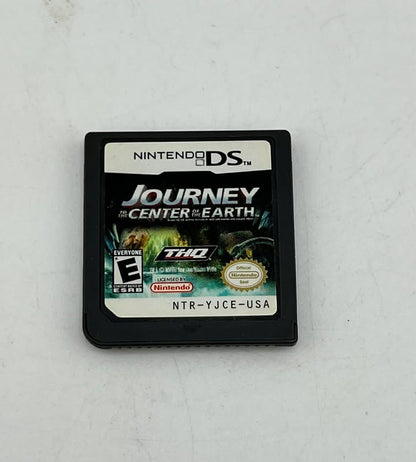 NINTENDO DS™
JOURNEY
TO THE CENTER OF THE EARTH
THQ
EVERYONE
E
ESRB
LICENSED BY
Nintendo
Official
Nintendo
Seal
NTR-YJCE-USA